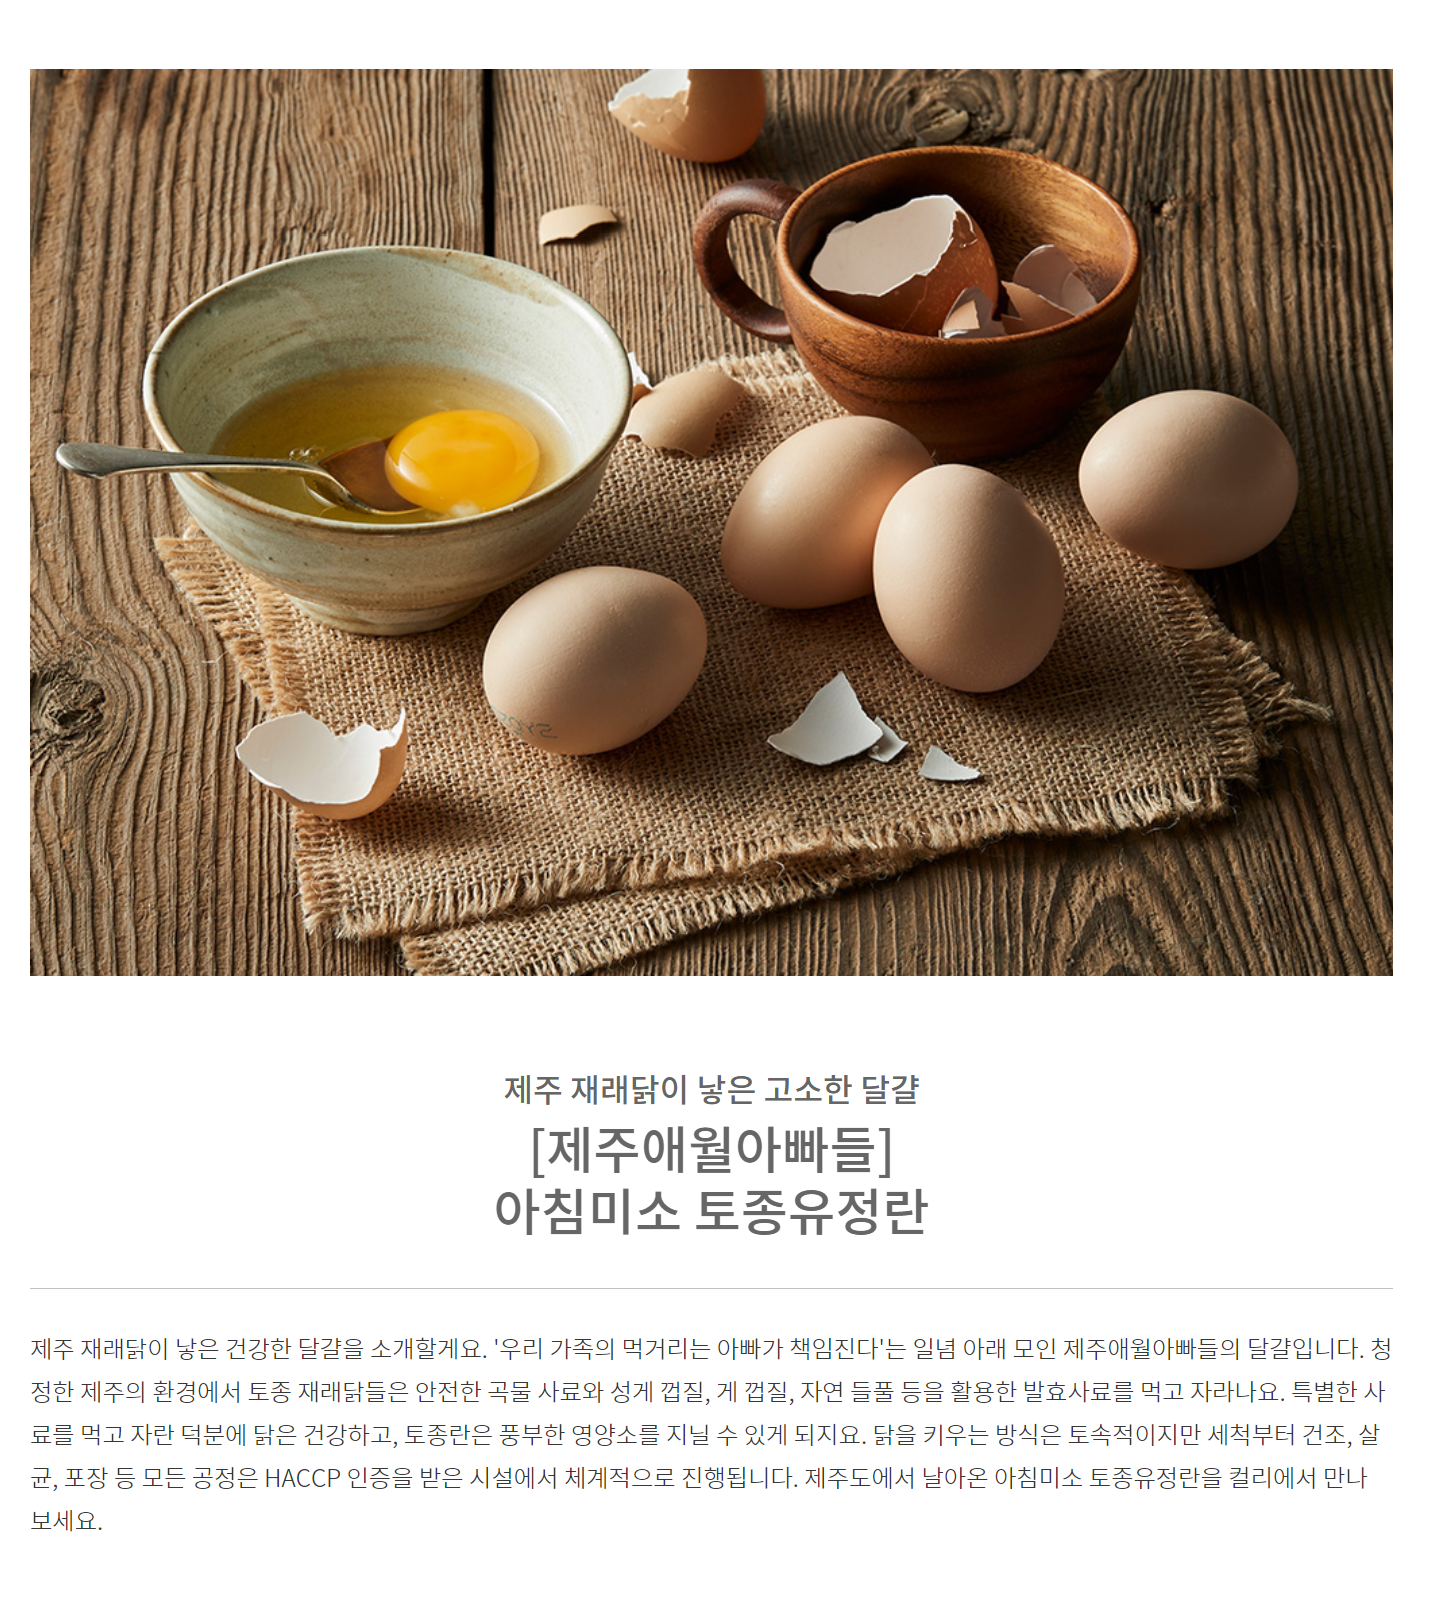 제주 재래닭이 낳은 고소한 달걀
[제주애월아빠들]
아침미소 토종유정란
제주 재래닭이 낳은 건강한 달걀을 소개할게요. '우리 가족의 먹거리는 아빠가 책임진다'는 일념 아래 모인 제주애월아빠들의 달걀입니다. 청
정한 제주의 환경에서 토종 재래닭들은 안전한 곡물 사료와 성게 껍질, 게 껍질, 자연 들풀 등을 활용한 발효사료를 먹고 자라나요. 특별한 사
료를 먹고 자란 덕분에 닭은 건강하고, 토종란은 풍부한 영양소를 지닐 수 있게 되지요. 닭을 키우는 방식은 토속적이지만 세척부터 건조, 살
균, 포장 등 모든 공정은 HACCP 인증을 받은 시설에서 체계적으로 진행됩니다. 제주도에서 날아온 아침미소 토종유정란을 컬리에서 만나
보세요.